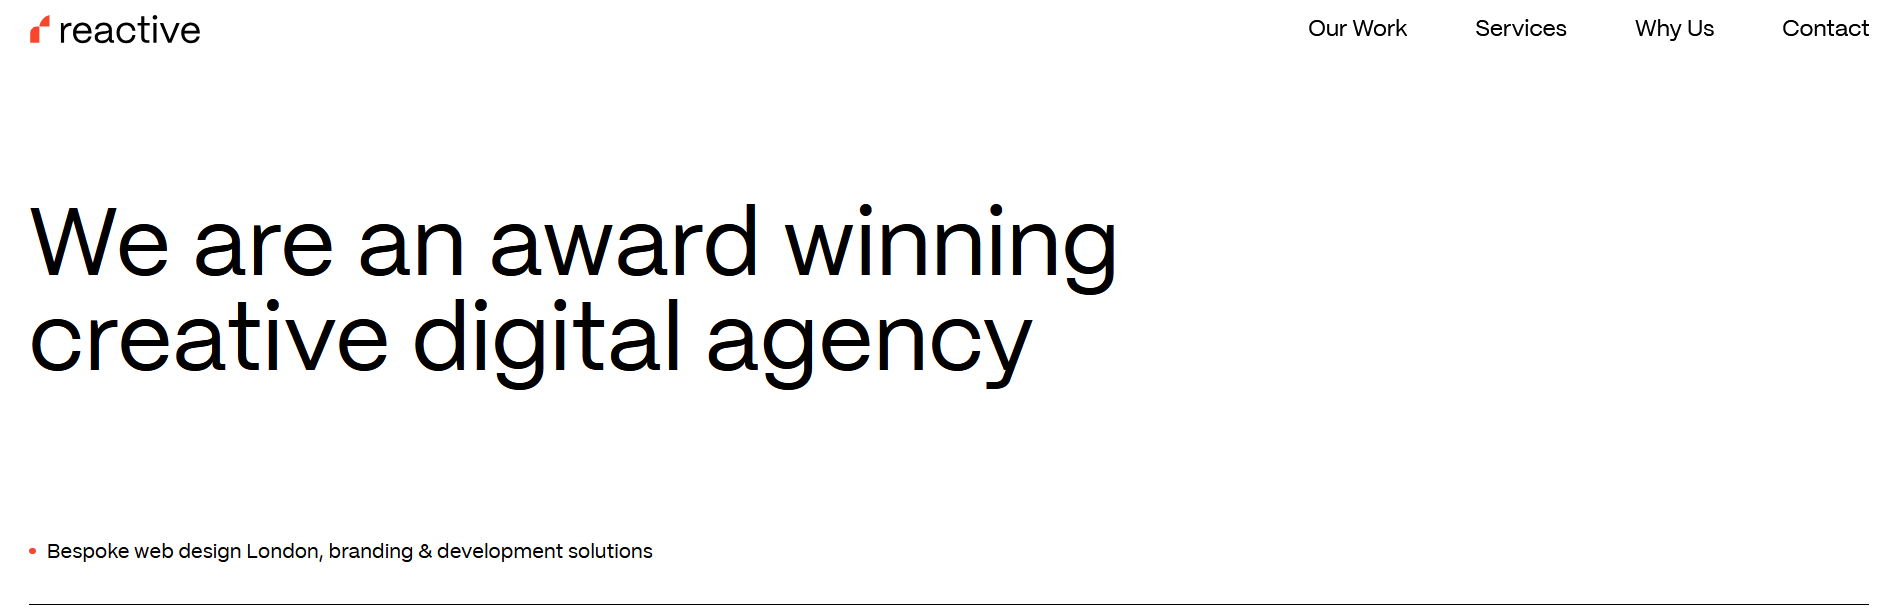 reactive
Our Work
Services
Why Us
Contact
We are an award winning
creative digital agency
Bespoke web design London, branding & development solutions